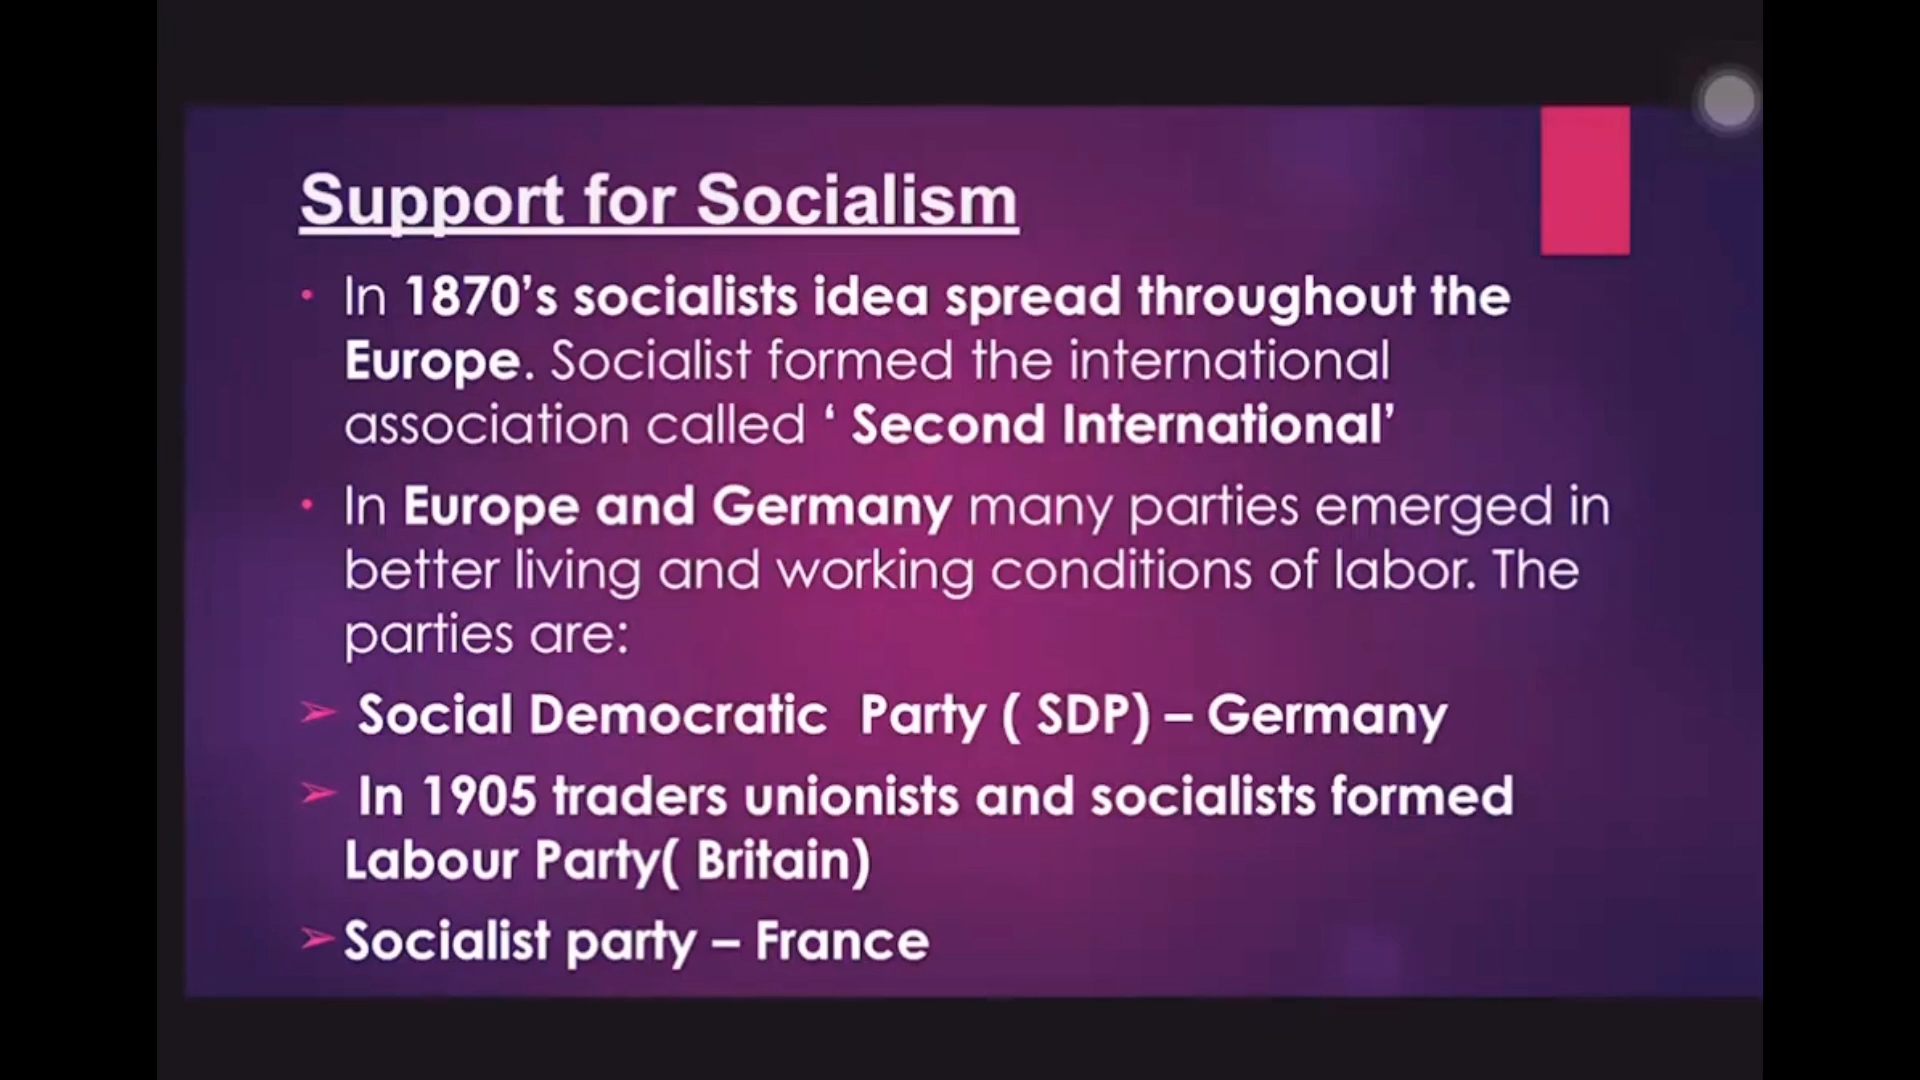 Support for Socialism
• In 1870’s socialists idea spread throughout the
Europe. Socialist formed the international
association called ‘ Second International’
• In Europe and Germany many parties emerged in
better living and working conditions of labor. The
parties are:
➢ Social Democratic  Party ( SDP) – Germany
➢ In 1905 traders unionists and socialists formed
Labour Party( Britain)
➢ Socialist party – France